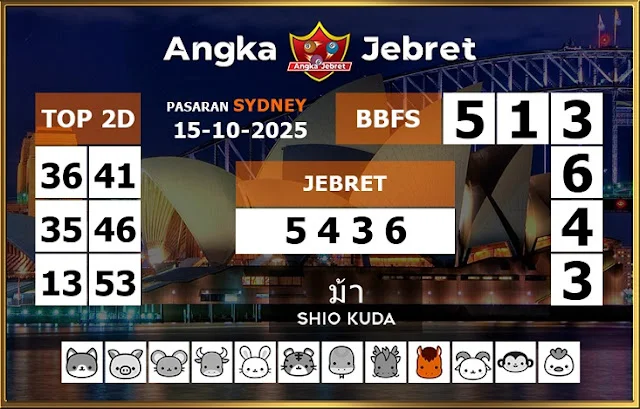 Angka Jebret
Angka Jebret
TOP 2D
36 41
35 46
13 53
PASARAN SYDNEY
15-10-2025
BBFS
5 1 3
6
4
3
JEBRET
5 4 3 6
ม้า
SHIO KUDA